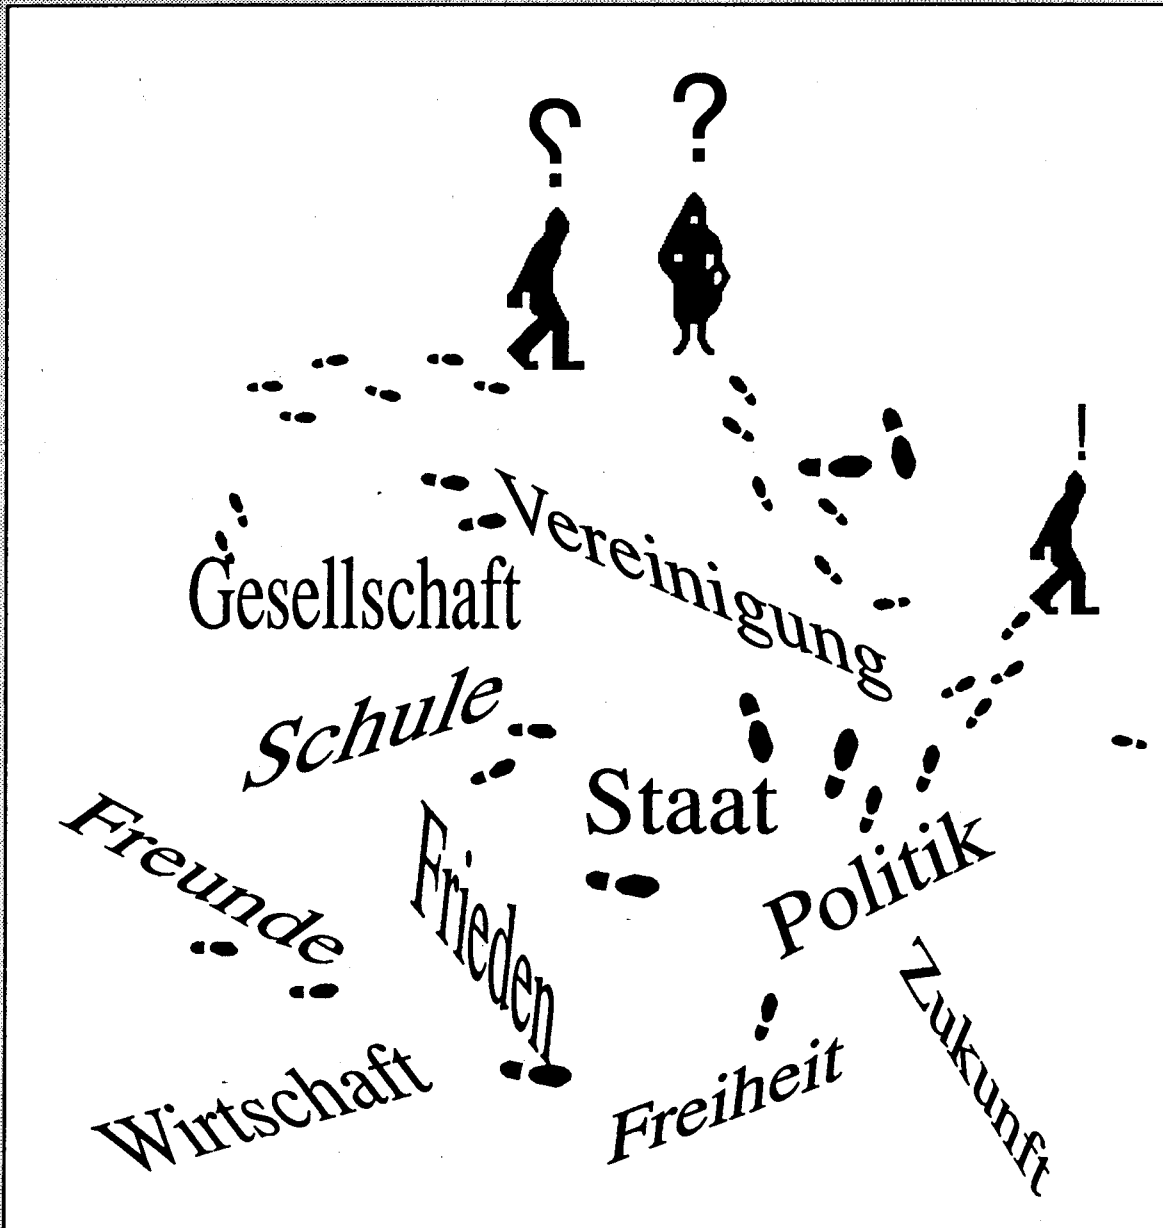 ? ?
!
Vereinigung
Gesellschaft
Schule
Staat
Freunde
Frieden
Politik
Zukunft
Wirtschaft
Freiheit